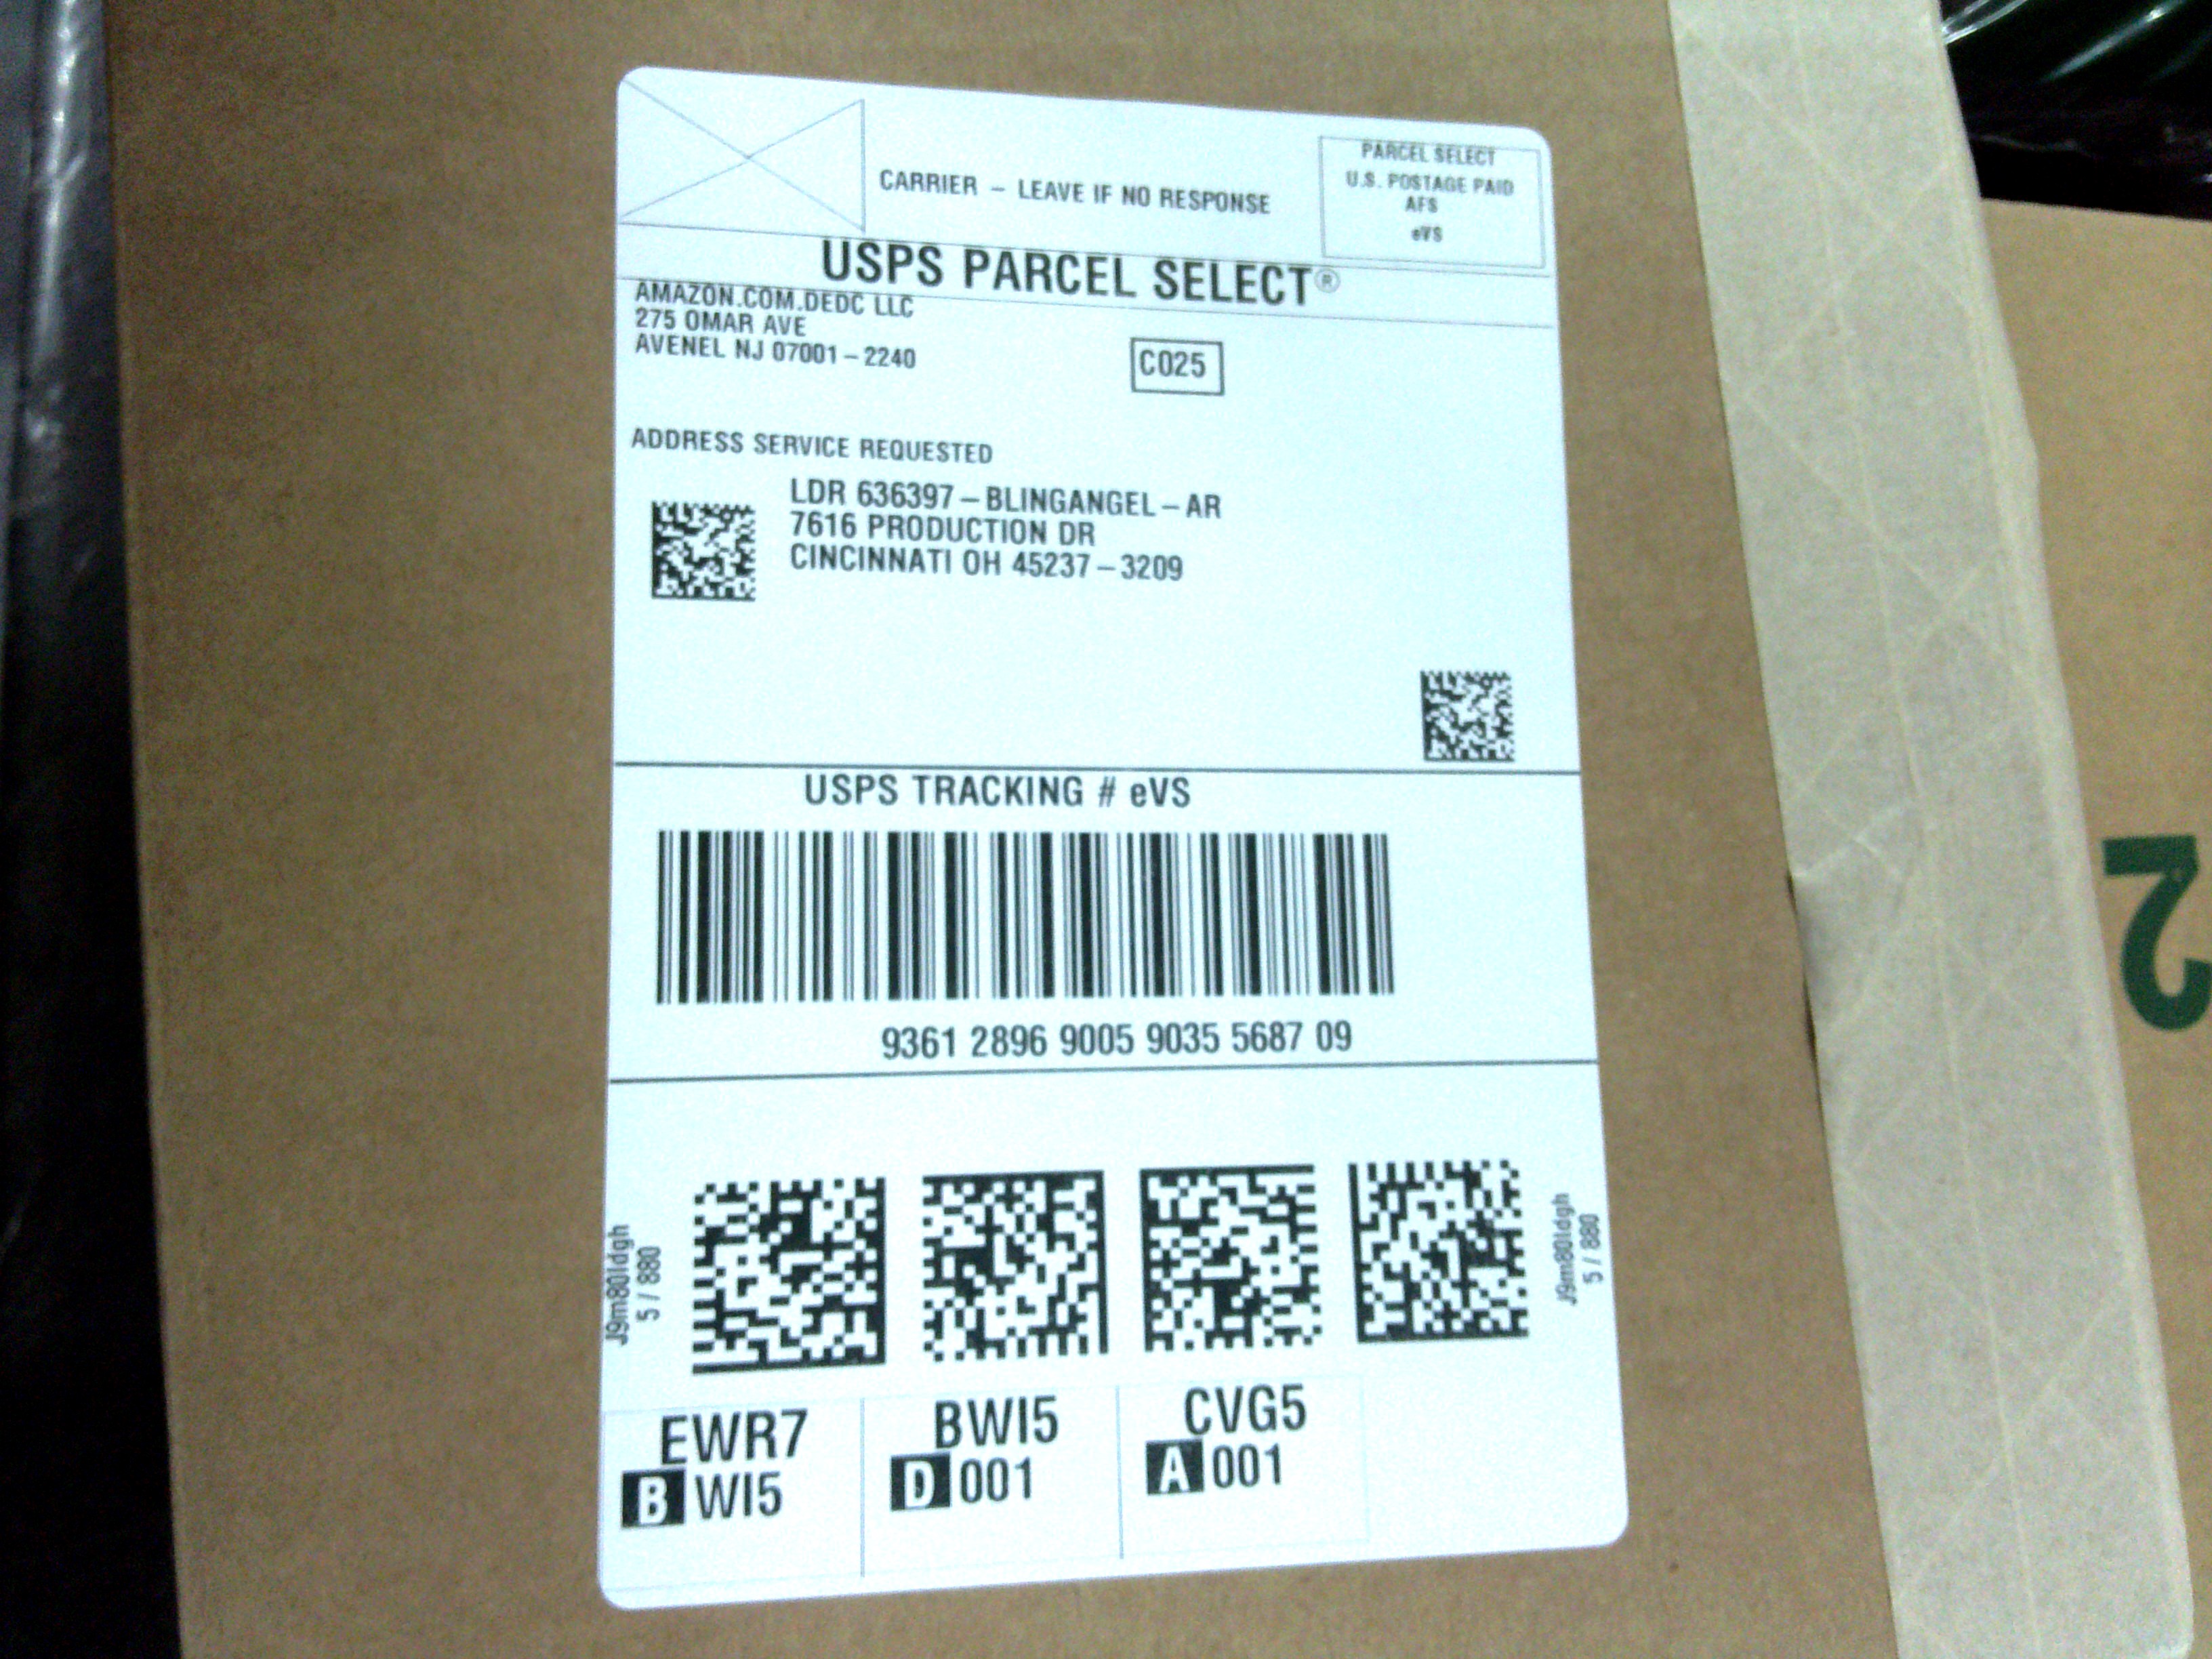 CARRIER – LEAVE IF NO RESPONSE
PARCEL SELECT
U.S. POSTAGE PAID
AFS
eVS
USPS PARCEL SELECT®
AMAZON.COM.DEDC LLC
275 OMAR AVE
AVENEL NJ 07001–2240
C025
ADDRESS SERVICE REQUESTED
LDR 636397–BLINGANGEL–AR
7616 PRODUCTION DR
CINCINNATI OH 45237–3209
USPS TRACKING # eVS
9361 2896 9005 9035 5687 09
J9m80ldgh
5 / 880
J9m80ldgh
5 / 880
EWR7
B WI5
BWI5
D 001
CVG5
A 001
2